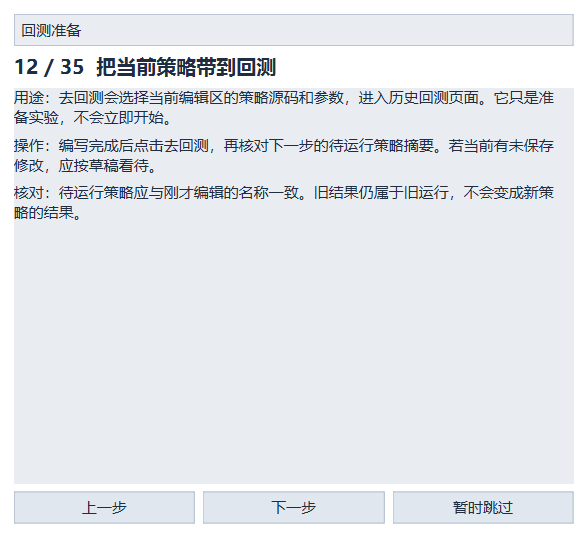 回测准备
12 / 35 把当前策略带到回测
用途：去回测会选择当前编辑区的策略源码和参数，进入历史回测页面。它只是准
备实验，不会立即开始。
操作：编写完成后点击去回测，再核对下一步的待运行策略摘要。若当前有未保存
修改，应按草稿看待。
核对：待运行策略应与刚才编辑的名称一致。旧结果仍属于旧运行，不会变成新策
略的结果。
上一步
下一步
暂时跳过